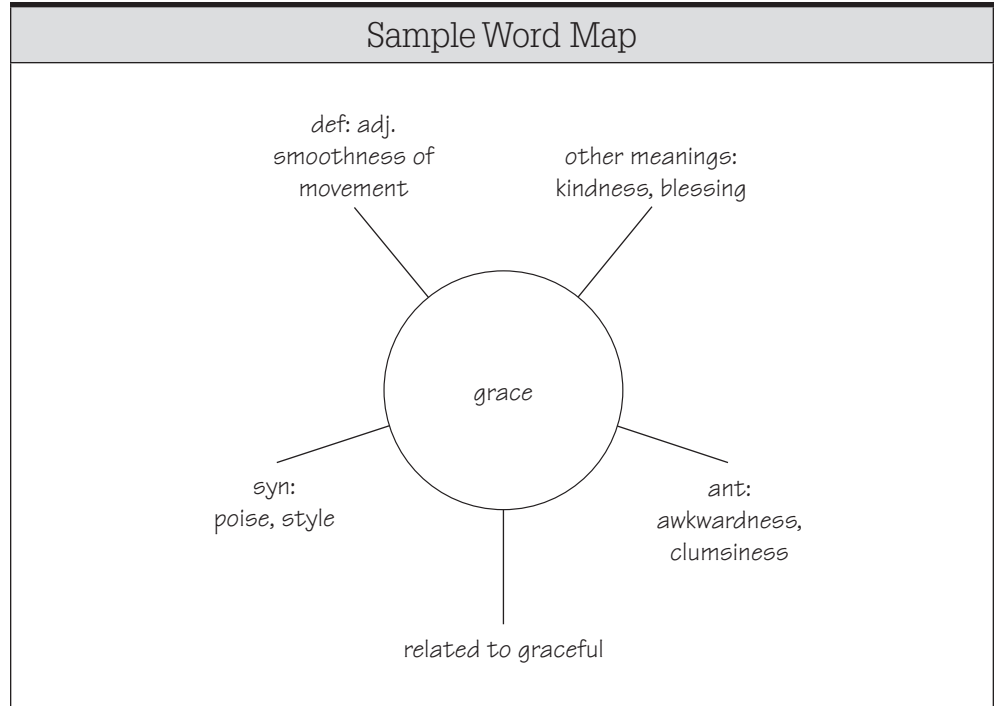 Sample Word Map
def: adj.
smoothness of
movement
other meanings:
kindness, blessing
grace
syn:
poise, style
ant:
awkwardness,
clumsiness
related to graceful